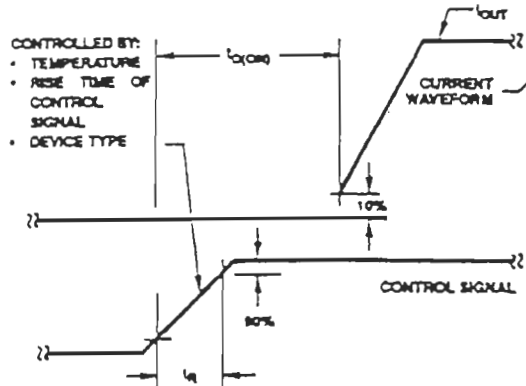 CONTROLLED BY:
• TEMPERATURE
• RISE TIME OF
CONTROL
SIGNAL
• DEVICE TYPE
tD(ON)
IOUT
CURRENT
WAVEFORM
10%
CONTROL SIGNAL
90%
tR